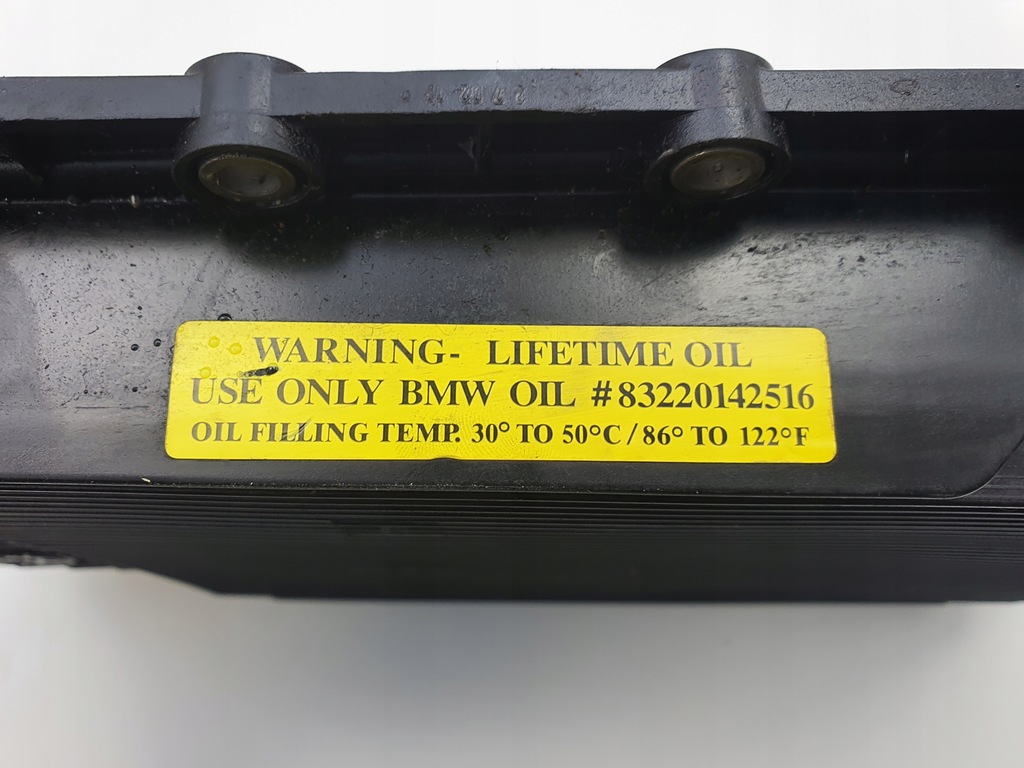 WARNING- LIFETIME OIL
USE ONLY BMW OIL #83220142516
OIL FILLING TEMP. 30° TO 50°C / 86° TO 122°F